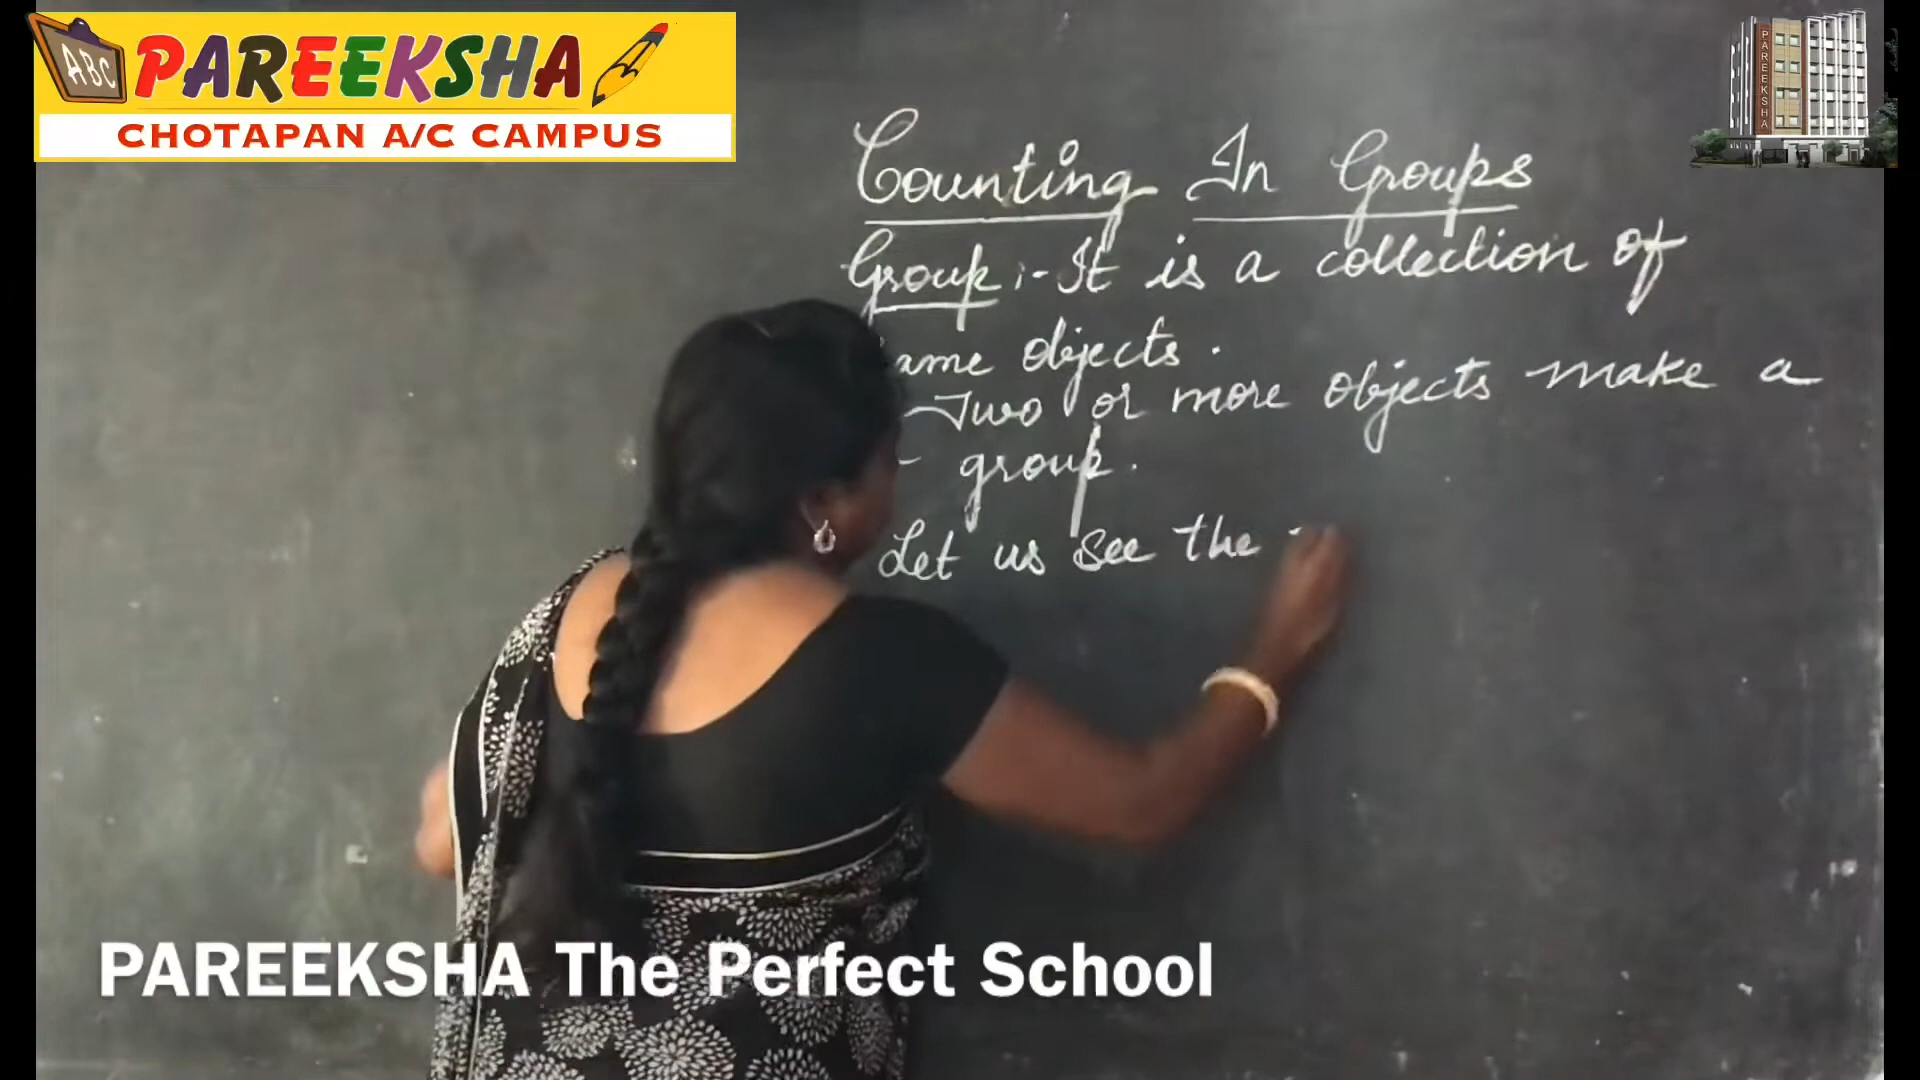 ABC
PAREEKSHA
CHOTAPAN A/C CAMPUS
PAREEKSHA
Counting In Groups
Group :- It is a collection of
same objects.
- Two or more objects make a
- group.
Let us see the
PAREEKSHA The Perfect School